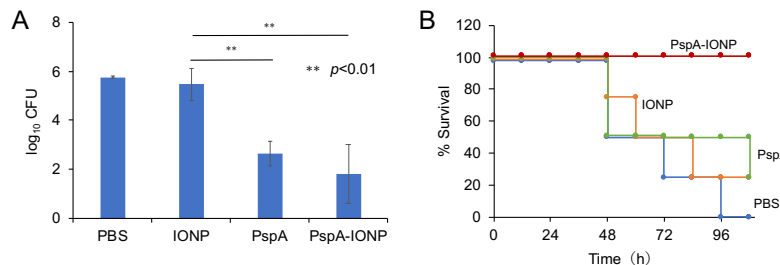 A
log₁₀ CFU
8
6
4
2
0
PBS
IONP
PspA
PspA-IONP
**
**
** p<0.01
B
% Survival
120
100
80
60
40
20
0
0
24
48
72
96
Time (h)
PspA-IONP
IONP
Psp
PBS